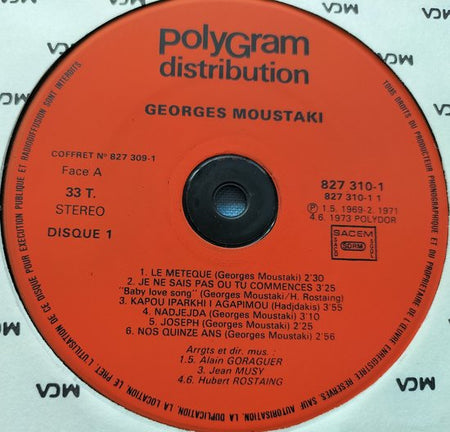 polyGram
distribution
GEORGES MOUSTAKI
COFFRET Nº 827 309-1
Face A
33 T.
STEREO
DISQUE 1
827 310-1
827 310-1 1
℗ 1.5. 1969-2. 1971
4.6. 1973 POLYDOR
SACEM
SDRM
1. LE METEQUE (Georges Moustaki) 2'30
2. JE NE SAIS PAS OU TU COMMENCES 3'25
"Baby love song" (Georges Moustaki/H. Rostaing)
3. KAPOU IPARKHI I AGAPIMOU (Hadjidakis) 3'55
4. NADJEJDA (Georges Moustaki) 3'10
5. JOSEPH (Georges Moustaki) 2'25
6. NOS QUINZE ANS (Georges Moustaki) 2'56
Arrgts et dir. mus. :
1.5. Alain GORAGUER
3. Jean MUSY
4.6. Hubert ROSTAING
TOUS DROITS DU PRODUCTEUR PHONOGRAPHIQUE ET DU PROPRIETAIRE DE L'ŒUVRE ENREGISTREE RESERVES. SAUF AUTORISATION, LA DUPLICATION, LA LOCATION, LE PRET, L'UTILISATION DE CE DISQUE POUR EXECUTION PUBLIQUE ET RADIODIFFUSION SONT INTERDITS.
MCA
MCA
MCA
MCA
MCA
MCA
MCA
MCA